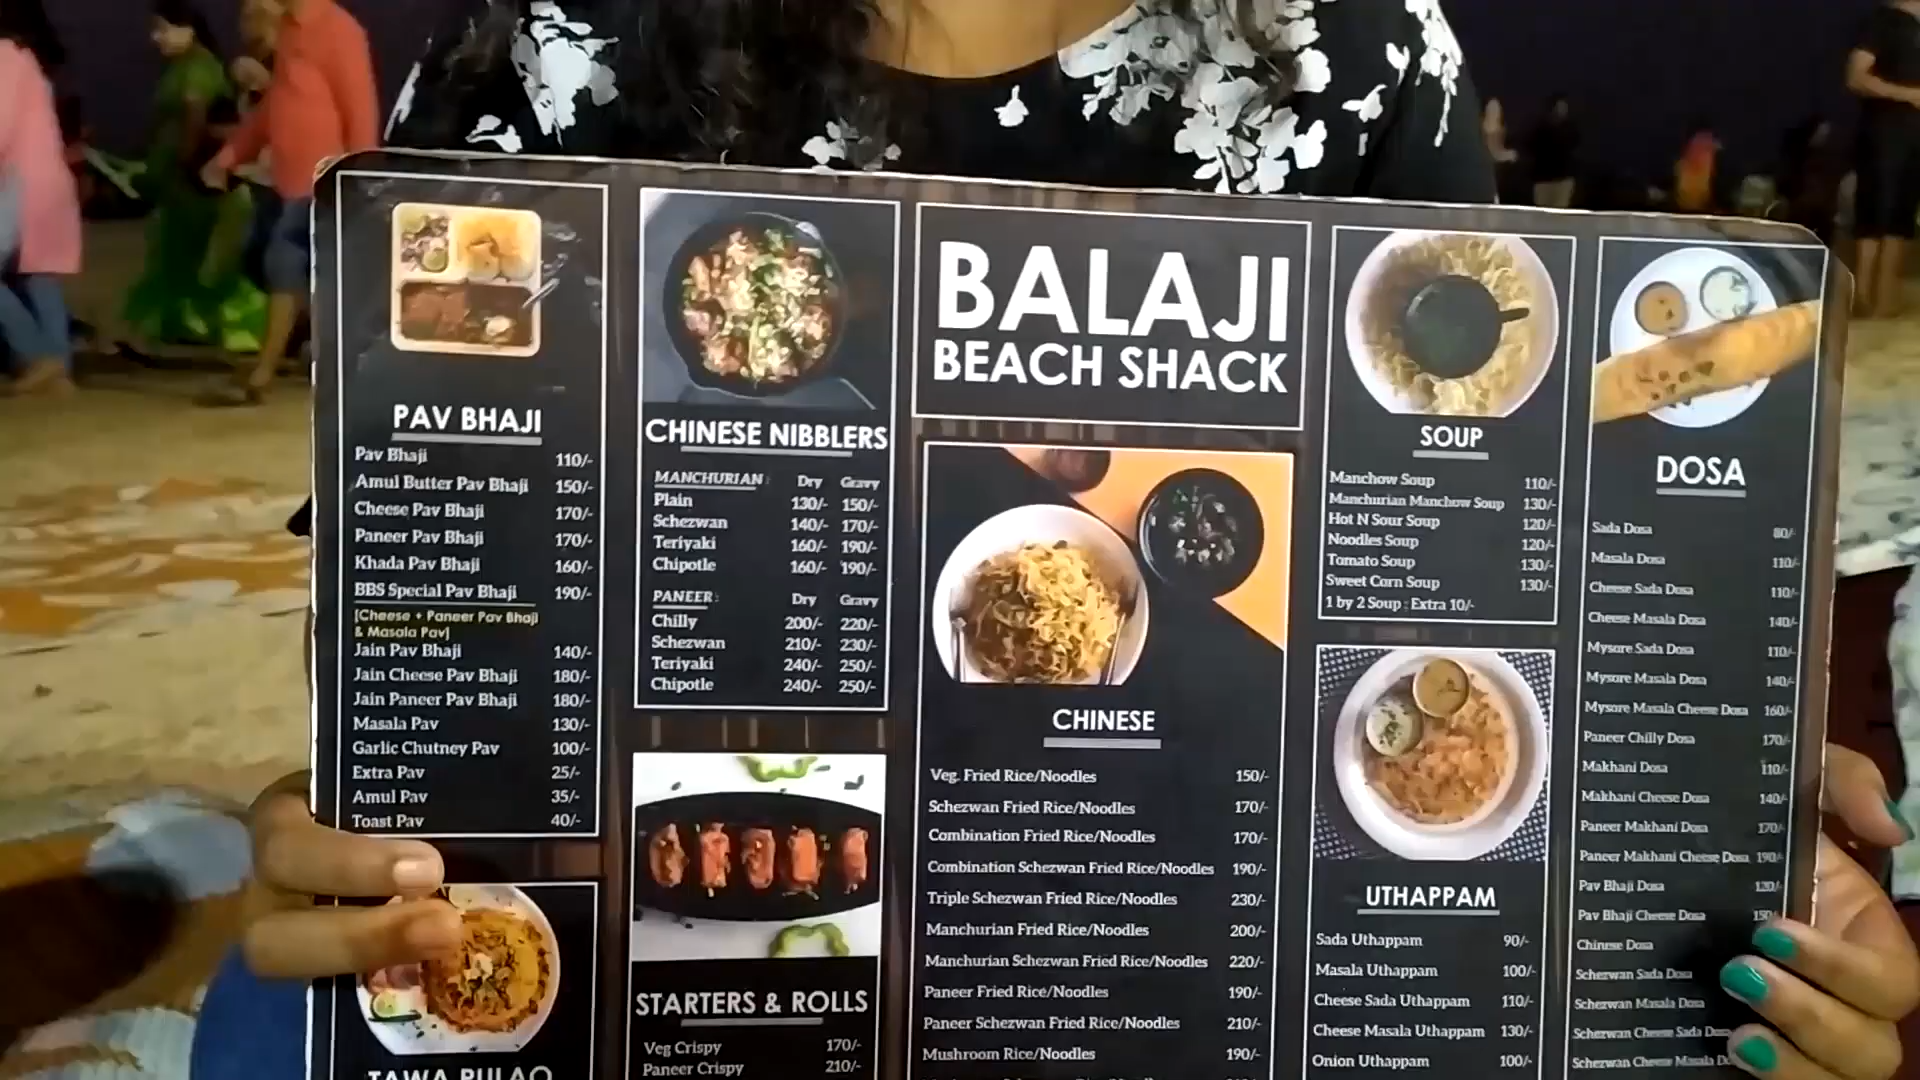 PAV BHAJI
Pav Bhaji 110/-
Amul Butter Pav Bhaji 150/-
Cheese Pav Bhaji 170/-
Paneer Pav Bhaji 170/-
Khada Pav Bhaji 160/-
BBS Special Pav Bhaji 190/-
[Cheese + Paneer Pav Bhaji
& Masala Pav]
Jain Pav Bhaji 140/-
Jain Cheese Pav Bhaji 180/-
Jain Paneer Pav Bhaji 180/-
Masala Pav 130/-
Garlic Chutney Pav 100/-
Extra Pav 25/-
Amul Pav 35/-
Toast Pav 40/-
TAWA PULAO
CHINESE NIBBLERS
MANCHURIAN: Dry Gravy
Plain 130/- 150/-
Schezwan 140/- 170/-
Teriyaki 160/- 190/-
Chipotle 160/- 190/-
PANEER: Dry Gravy
Chilly 200/- 220/-
Schezwan 210/- 230/-
Teriyaki 240/- 250/-
Chipotle 240/- 250/-
STARTERS & ROLLS
Veg Crispy 170/-
Paneer Crispy 210/-
BALAJI
BEACH SHACK
CHINESE
Veg. Fried Rice/Noodles 150/-
Schezwan Fried Rice/Noodles 170/-
Combination Fried Rice/Noodles 170/-
Combination Schezwan Fried Rice/Noodles 190/-
Triple Schezwan Fried Rice/Noodles 230/-
Manchurian Fried Rice/Noodles 200/-
Manchurian Schezwan Fried Rice/Noodles 220/-
Paneer Fried Rice/Noodles 190/-
Paneer Schezwan Fried Rice/Noodles 210/-
Mushroom Rice/Noodles 190/-
SOUP
Manchow Soup 110/-
Manchurian Manchow Soup 130/-
Hot N Sour Soup 120/-
Noodles Soup 120/-
Tomato Soup 130/-
Sweet Corn Soup 130/-
1 by 2 Soup : Extra 10/-
UTHAPPAM
Sada Uthappam 90/-
Masala Uthappam 100/-
Cheese Sada Uthappam 110/-
Cheese Masala Uthappam 130/-
Onion Uthappam 100/-
DOSA
Sada Dosa 80/-
Masala Dosa 110/-
Cheese Sada Dosa 110/-
Cheese Masala Dosa 140/-
Mysore Sada Dosa 110/-
Mysore Masala Dosa 140/-
Mysore Masala Cheese Dosa 160/-
Paneer Chilly Dosa 170/-
Makhani Dosa 110/-
Makhani Cheese Dosa 140/-
Paneer Makhani Dosa 170/-
Paneer Makhani Cheese Dosa 190/-
Pav Bhaji Dosa 120/-
Pav Bhaji Cheese Dosa 150/-
Chinese Dosa
Schezwan Sada Dosa
Schezwan Masala Dosa
Schezwan Cheese Sada Dosa
Schezwan Cheese Masala